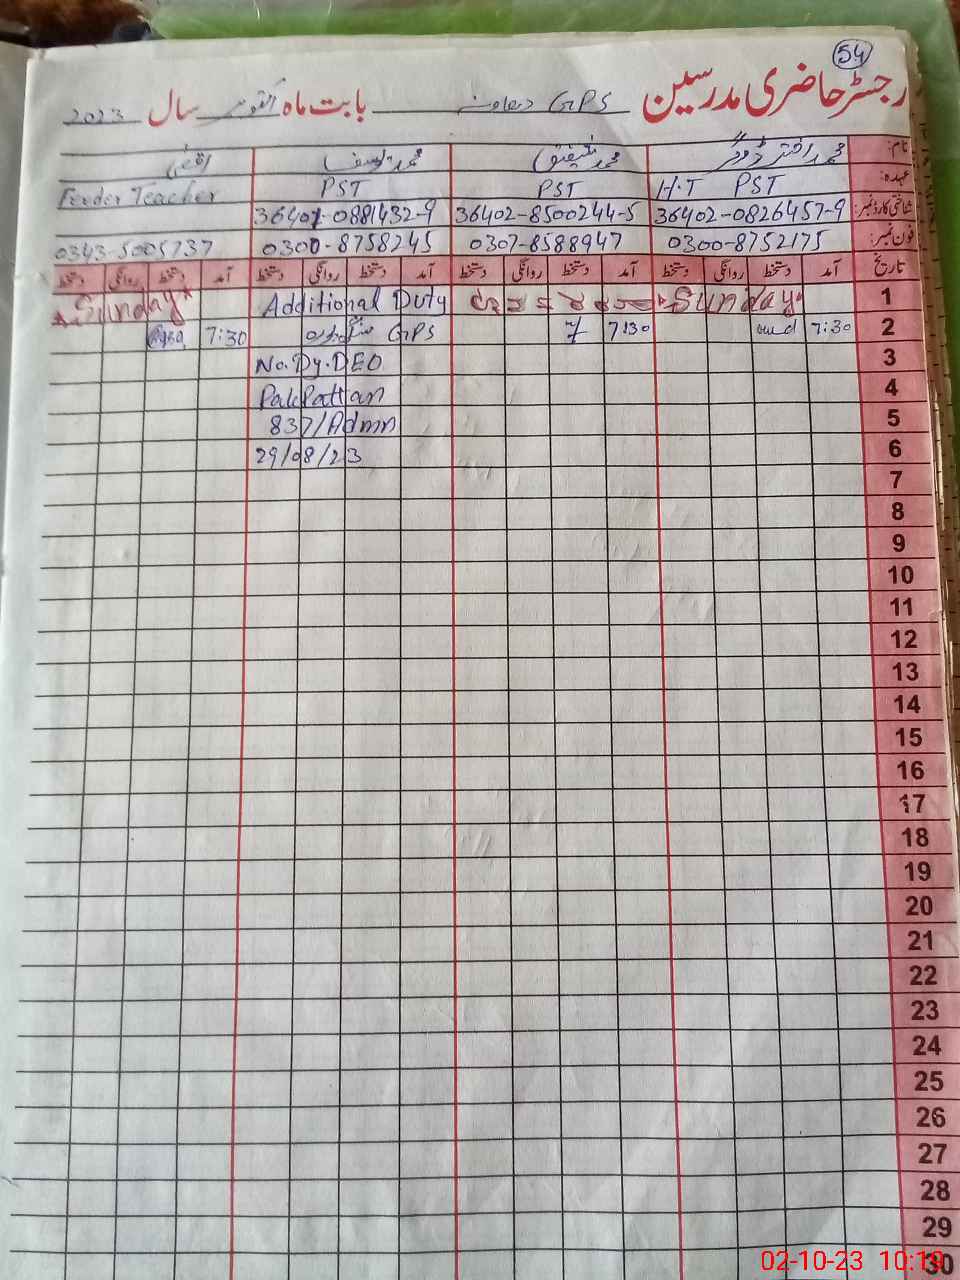 54
رجسٹر حاضری مدرسین GPS بابت ماہ اکتوبر سال 2023
نام: محمد اختر ڈوگر محمد شفیق محمد یوسف اقصیٰ
عہدہ: H.T PST PST PST Feeder Teacher
شناختی کارڈ نمبر: 36402-0826457-9 36402-8500244-5 36401-0881432-9
فون نمبر: 0300-8752175 0307-8588947 0300-8758245 0343-5005737
تاریخ آمد دستخط روانگی دستخط آمد دستخط روانگی دستخط آمد دستخط روانگی دستخط آمد دستخط روانگی دستخط
1 Sunday Additional Duty Sunday
2 7:30 7:30 GPS 7:30
3 No. Dy. DEO
4 PakPattan
5 837/Admn
6 29/08/23
7
8
9
10
11
12
13
14
15
16
17
18
19
20
21
22
23
24
25
26
27
28
29
30
02-10-23 10:19